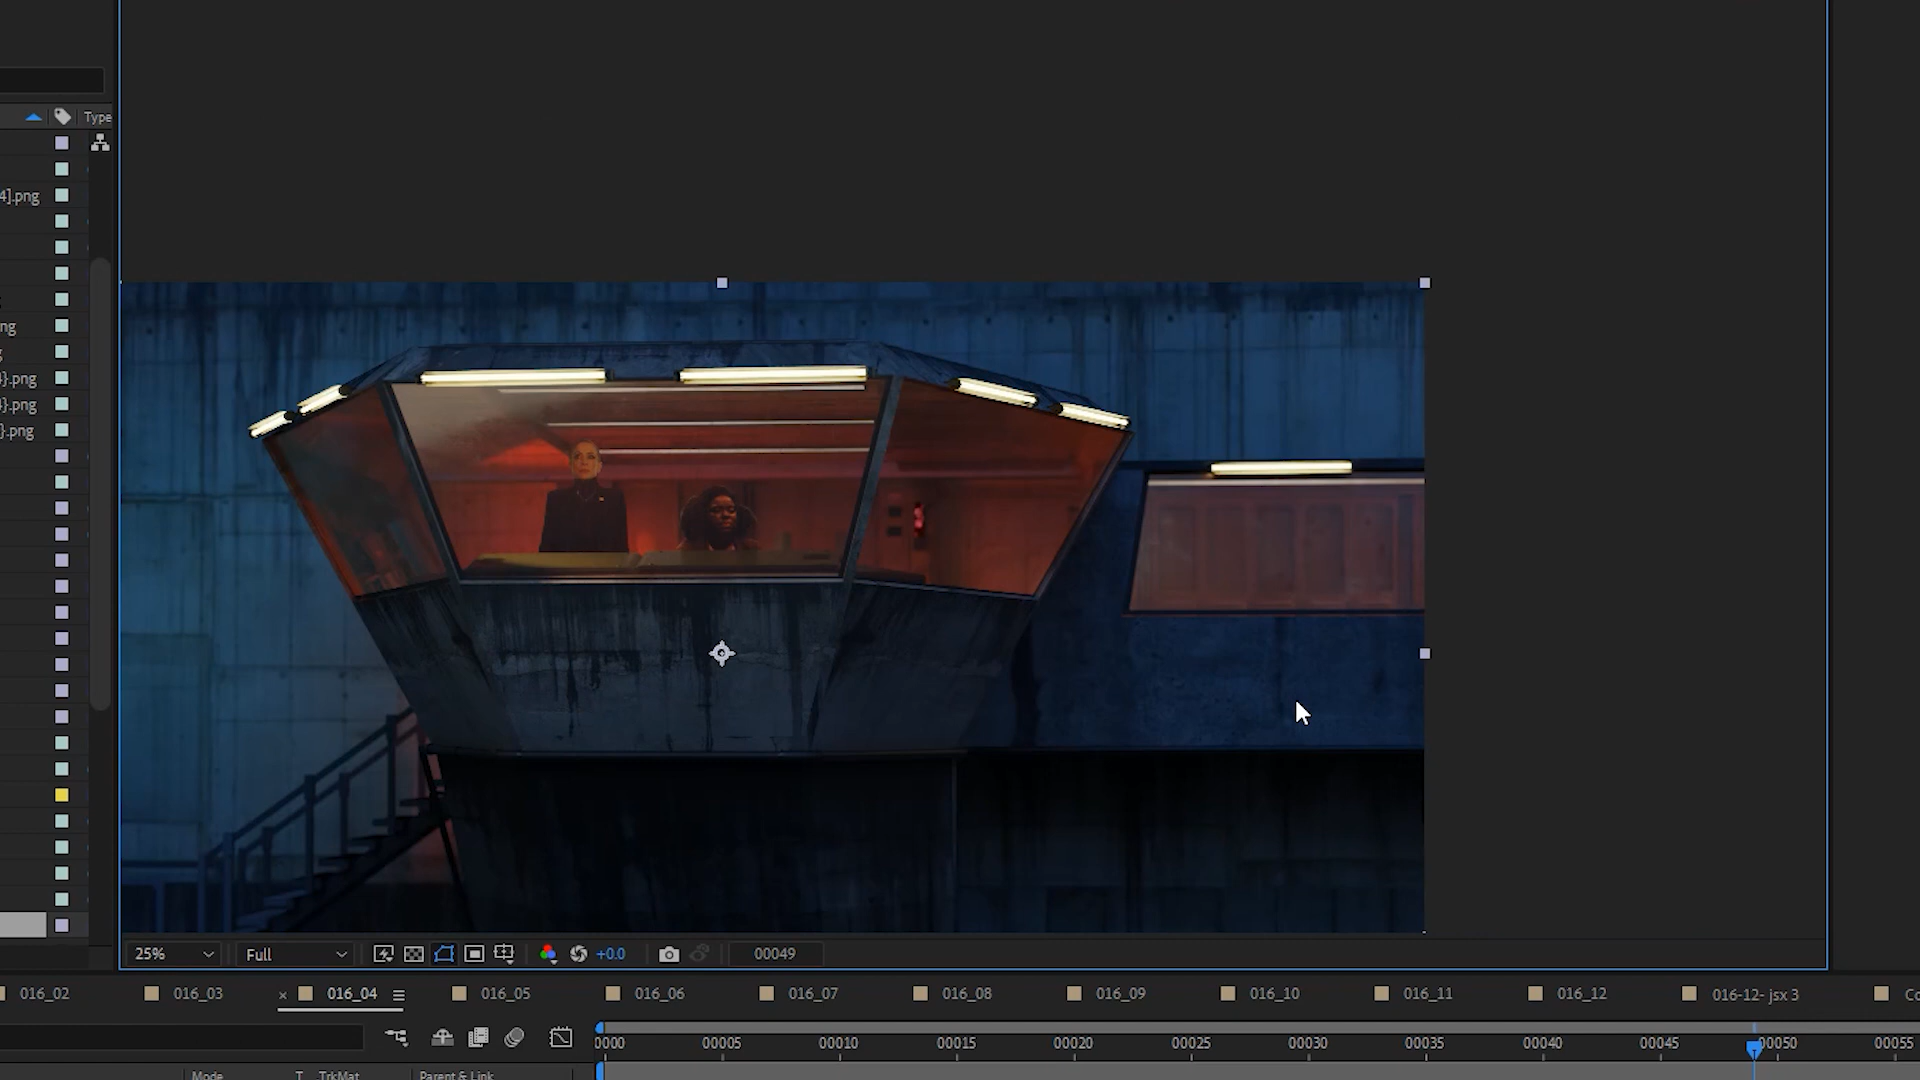 Type
4].png
ng
}.png
}.png
}.png
25%
Full
+0.0
00049
016_02
016_03
× 016_04
016_05
016_06
016_07
016_08
016_09
016_10
016_11
016_12
016-12- jsx 3
Co
0000
00005
00010
00015
00020
00025
00030
00035
00040
00045
00050
00055
Mode
T
TrkMat
Parent & Link